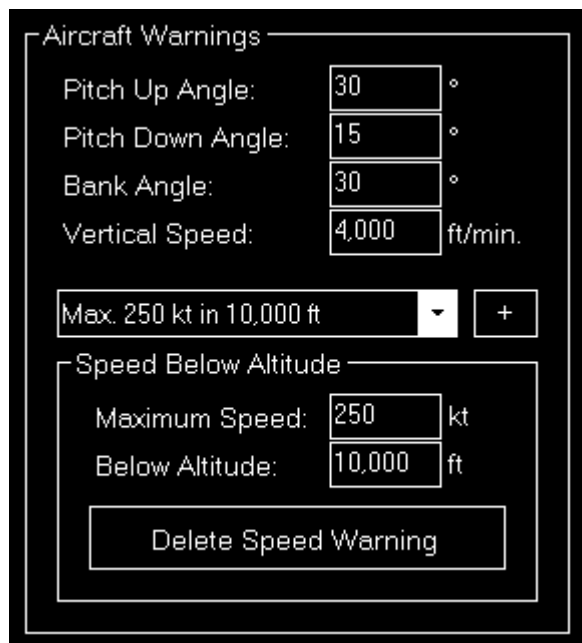 Aircraft Warnings
Pitch Up Angle: 30 °
Pitch Down Angle: 15 °
Bank Angle: 30 °
Vertical Speed: 4,000 ft/min.
Max. 250 kt in 10,000 ft +
Speed Below Altitude
Maximum Speed: 250 kt
Below Altitude: 10,000 ft
Delete Speed Warning